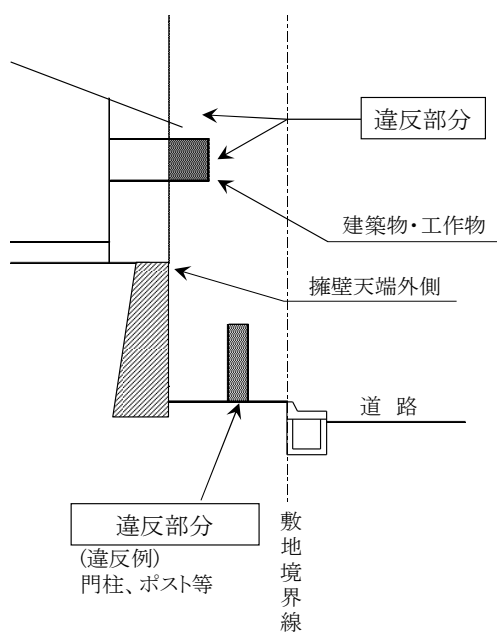 違反部分
建築物・工作物
擁壁天端外側
道 路
違反部分
(違反例)
門柱、ポスト等
敷地境界線